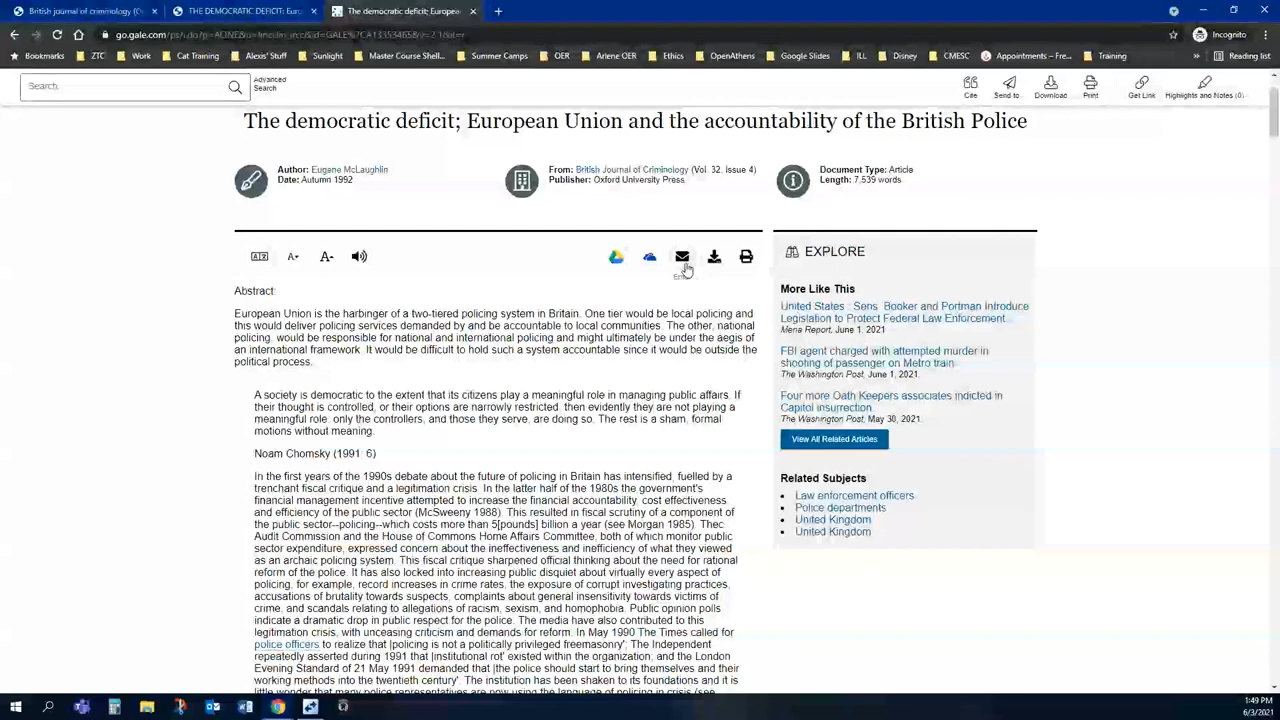 British journal of criminology (C
THE DEMOCRATIC DEFICIT: Euro
The democratic deficit; European
Incognito
Bookmarks ZTC Work Cat Training Alexis' Stuff Sunlight Master Course Shell... Summer Camps OER Arlene OER Ethics OpenAthens Google Slides ILL Disney CMESC Appointments – Fre... Training Reading list
Search.
Advanced
Search
Cite Send to Download Print Get Link Highlights and Notes (0)
The democratic deficit; European Union and the accountability of the British Police
Author: Eugene McLaughlin
Date: Autumn 1992
From: British Journal of Criminology (Vol. 32, Issue 4)
Publisher: Oxford University Press
Document Type: Article
Length: 7,539 words
EXPLORE
More Like This
United States : Sens. Booker and Portman Introduce
Legislation to Protect Federal Law Enforcement.
Mena Report, June 1, 2021
FBI agent charged with attempted murder in
shooting of passenger on Metro train.
The Washington Post, June 1, 2021.
Four more Oath Keepers associates indicted in
Capitol insurrection.
The Washington Post, May 30, 2021.
View All Related Articles
Related Subjects
Law enforcement officers
Police departments
United Kingdom
United Kingdom
Abstract:
European Union is the harbinger of a two-tiered policing system in Britain. One tier would be local policing and
this would deliver policing services demanded by and be accountable to local communities. The other, national
policing, would be responsible for national and international policing and might ultimately be under the aegis of
an international framework. It would be difficult to hold such a system accountable since it would be outside the
political process.
A society is democratic to the extent that its citizens play a meaningful role in managing public affairs. If
their thought is controlled, or their options are narrowly restricted, then evidently they are not playing a
meaningful role: only the controllers, and those they serve, are doing so. The rest is a sham, formal
motions without meaning.
Noam Chomsky (1991: 6)
In the first years of the 1990s debate about the future of policing in Britain has intensified, fuelled by a
trenchant fiscal critique and a legitimation crisis. In the latter half of the 1980s the government's
financial management incentive attempted to increase the financial accountability, cost effectiveness,
and efficiency of the public sector (McSweeny 1988). This resulted in fiscal scrutiny of a component of
the public sector--policing--which costs more than 5[pounds] billion a year (see Morgan 1985). Thec
Audit Commission and the House of Commons Home Affairs Committee, both of which monitor public
sector expenditure, expressed concern about the ineffectiveness and inefficiency of what they viewed
as an archaic policing system. This fiscal critique sharpened official thinking about the need for rational
reform of the police. It has also locked into increasing public disquiet about virtually every aspect of
policing, for example, record increases in crime rates, the exposure of corrupt investigating practices,
accusations of brutality towards suspects, complaints about general insensitivity towards victims of
crime, and scandals relating to allegations of racism, sexism, and homophobia. Public opinion polls
indicate a dramatic drop in public respect for the police. The media have also contributed to this
legitimation crisis, with unceasing criticism and demands for reform. In May 1990 The Times called for
police officers to realize that |policing is not a politically privileged freemasonry'; The Independent
repeatedly asserted during 1991 that |institutional rot' existed within the organization; and the London
Evening Standard of 21 May 1991 demanded that |the police should start to bring themselves and their
working methods into the twentieth century'. The institution has been shaken to its foundations and it is
little wonder that many police representatives are now using the language of policing in crisis (see
1:49 PM
6/3/2021